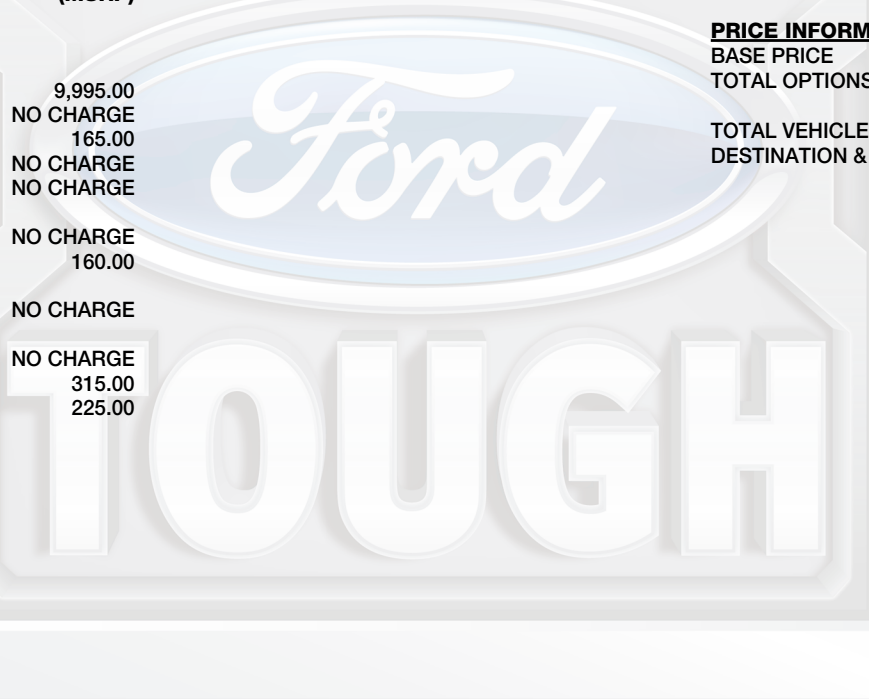 9,995.00
NO CHARGE
165.00
NO CHARGE
NO CHARGE
NO CHARGE
160.00
NO CHARGE
NO CHARGE
315.00
225.00
PRICE INFORM
BASE PRICE
TOTAL OPTIONS
TOTAL VEHICLE
DESTINATION &
Ford
TOUGH